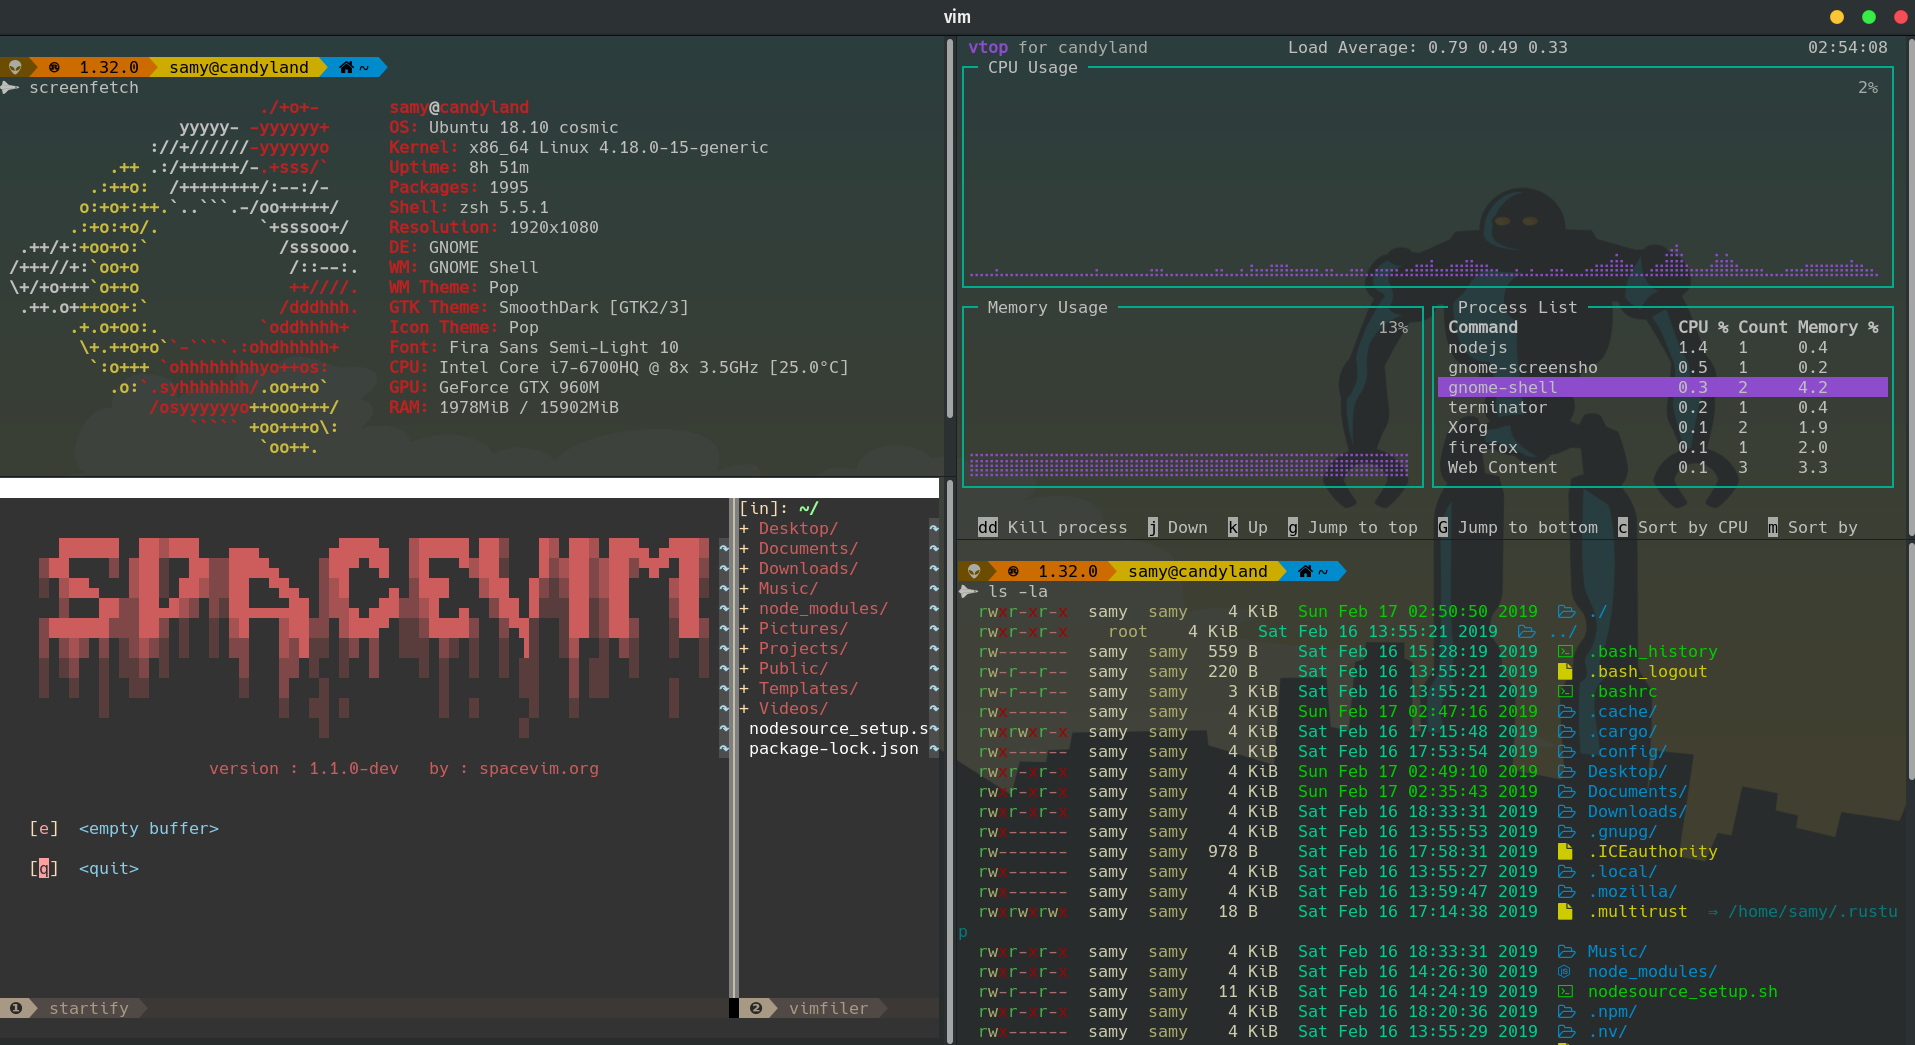 vim
1.32.0 samy@candyland ~
screenfetch
samy@candyland
OS: Ubuntu 18.10 cosmic
Kernel: x86_64 Linux 4.18.0-15-generic
Uptime: 8h 51m
Packages: 1995
Shell: zsh 5.5.1
Resolution: 1920x1080
DE: GNOME
WM: GNOME Shell
WM Theme: Pop
GTK Theme: SmoothDark [GTK2/3]
Icon Theme: Pop
Font: Fira Sans Semi-Light 10
CPU: Intel Core i7-6700HQ @ 8x 3.5GHz [25.0°C]
GPU: GeForce GTX 960M
RAM: 1978MiB / 15902MiB
vtop for candyland Load Average: 0.79 0.49 0.33 02:54:08
CPU Usage
2%
Memory Usage
13%
Process List
Command CPU % Count Memory %
nodejs 1.4 1 0.4
gnome-screensho 0.5 1 0.2
gnome-shell 0.3 2 4.2
terminator 0.2 1 0.4
Xorg 0.1 2 1.9
firefox 0.1 1 2.0
Web Content 0.1 3 3.3
dd Kill process j Down k Up g Jump to top G Jump to bottom c Sort by CPU m Sort by
SPACEVIM
version : 1.1.0-dev by : spacevim.org
[e] <empty buffer>
[q] <quit>
❶ startify
[in]: ~/
+ Desktop/
+ Documents/
+ Downloads/
+ Music/
+ node_modules/
+ Pictures/
+ Projects/
+ Public/
+ Templates/
+ Videos/
nodesource_setup.s
package-lock.json
❷ vimfiler
1.32.0 samy@candyland ~
ls -la
rwxr-xr-x samy samy 4 KiB Sun Feb 17 02:50:50 2019 ./
rwxr-xr-x root 4 KiB Sat Feb 16 13:55:21 2019 ../
rw------- samy samy 559 B Sat Feb 16 15:28:19 2019 .bash_history
rw-r--r-- samy samy 220 B Sat Feb 16 13:55:21 2019 .bash_logout
rw-r--r-- samy samy 3 KiB Sat Feb 16 13:55:21 2019 .bashrc
rwx------ samy samy 4 KiB Sun Feb 17 02:47:16 2019 .cache/
rwxrwxr-x samy samy 4 KiB Sat Feb 16 17:15:48 2019 .cargo/
rwx------ samy samy 4 KiB Sat Feb 16 17:53:54 2019 .config/
rwxr-xr-x samy samy 4 KiB Sun Feb 17 02:49:10 2019 Desktop/
rwxr-xr-x samy samy 4 KiB Sun Feb 17 02:35:43 2019 Documents/
rwxr-xr-x samy samy 4 KiB Sat Feb 16 18:33:31 2019 Downloads/
rwx------ samy samy 4 KiB Sat Feb 16 13:55:53 2019 .gnupg/
rw------- samy samy 978 B Sat Feb 16 17:58:31 2019 .ICEauthority
rwx------ samy samy 4 KiB Sat Feb 16 13:55:27 2019 .local/
rwx------ samy samy 4 KiB Sat Feb 16 13:59:47 2019 .mozilla/
rwxrwxrwx samy samy 18 B Sat Feb 16 17:14:38 2019 .multirust ⇒ /home/samy/.rustu
p
rwxr-xr-x samy samy 4 KiB Sat Feb 16 18:33:31 2019 Music/
rwxr-xr-x samy samy 4 KiB Sat Feb 16 14:26:30 2019 node_modules/
rw-r--r-- samy samy 11 KiB Sat Feb 16 14:24:19 2019 nodesource_setup.sh
rwxr-xr-x samy samy 4 KiB Sat Feb 16 18:20:36 2019 .npm/
rwx------ samy samy 4 KiB Sat Feb 16 13:55:29 2019 .nv/